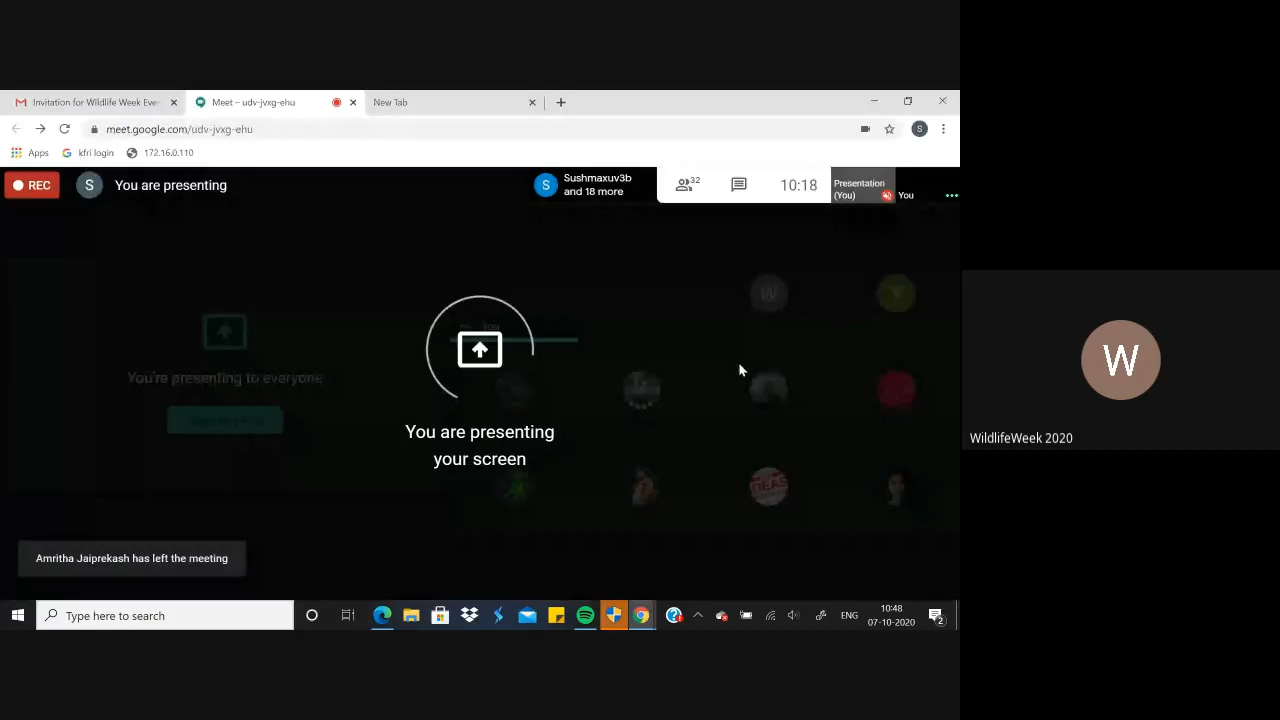 Invitation for Wildlife Week Eve
Meet – udv-jvxg-ehu
New Tab
meet.google.com/udv-jvxg-ehu
S
Apps
kfri login
172.16.0.110
REC
S
You are presenting
S
Sushmaxuv3b
and 18 more
32
10:18
Presentation
(You)
You
W
You're presenting to everyone
You are presenting
your screen
IDEAS
Amritha Jaiprekash has left the meeting
W
WildlifeWeek 2020
Type here to search
ENG
10:48
07-10-2020
2